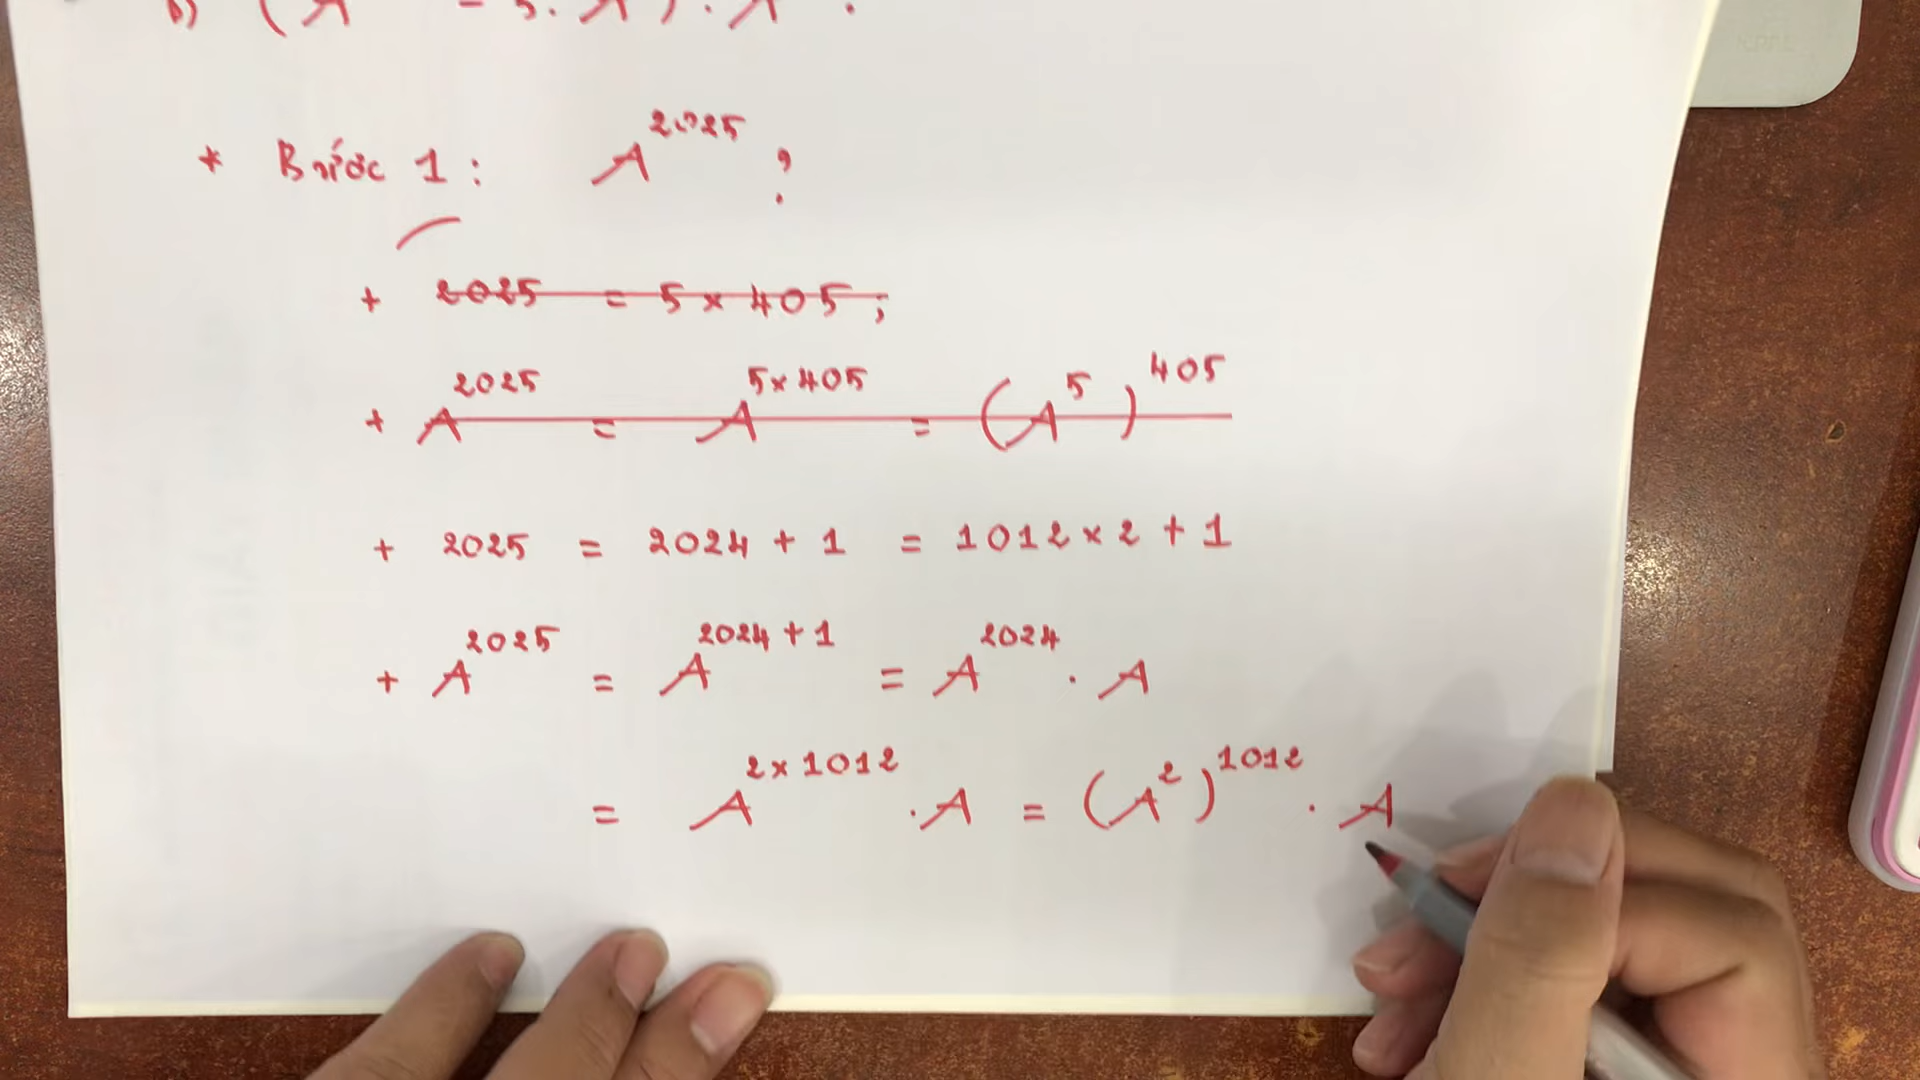 b) ( A - 5. A ) . A
* Bước 1 : A^2025 ?
+ 2025 = 5 × 405 ;
+ A^2025 = A^5×405 = (A^5)^405
+ 2025 = 2024 + 1 = 1012 × 2 + 1
+ A^2025 = A^2024+1 = A^2024 . A
= A^2×1012 . A = (A^2)^1012 . A